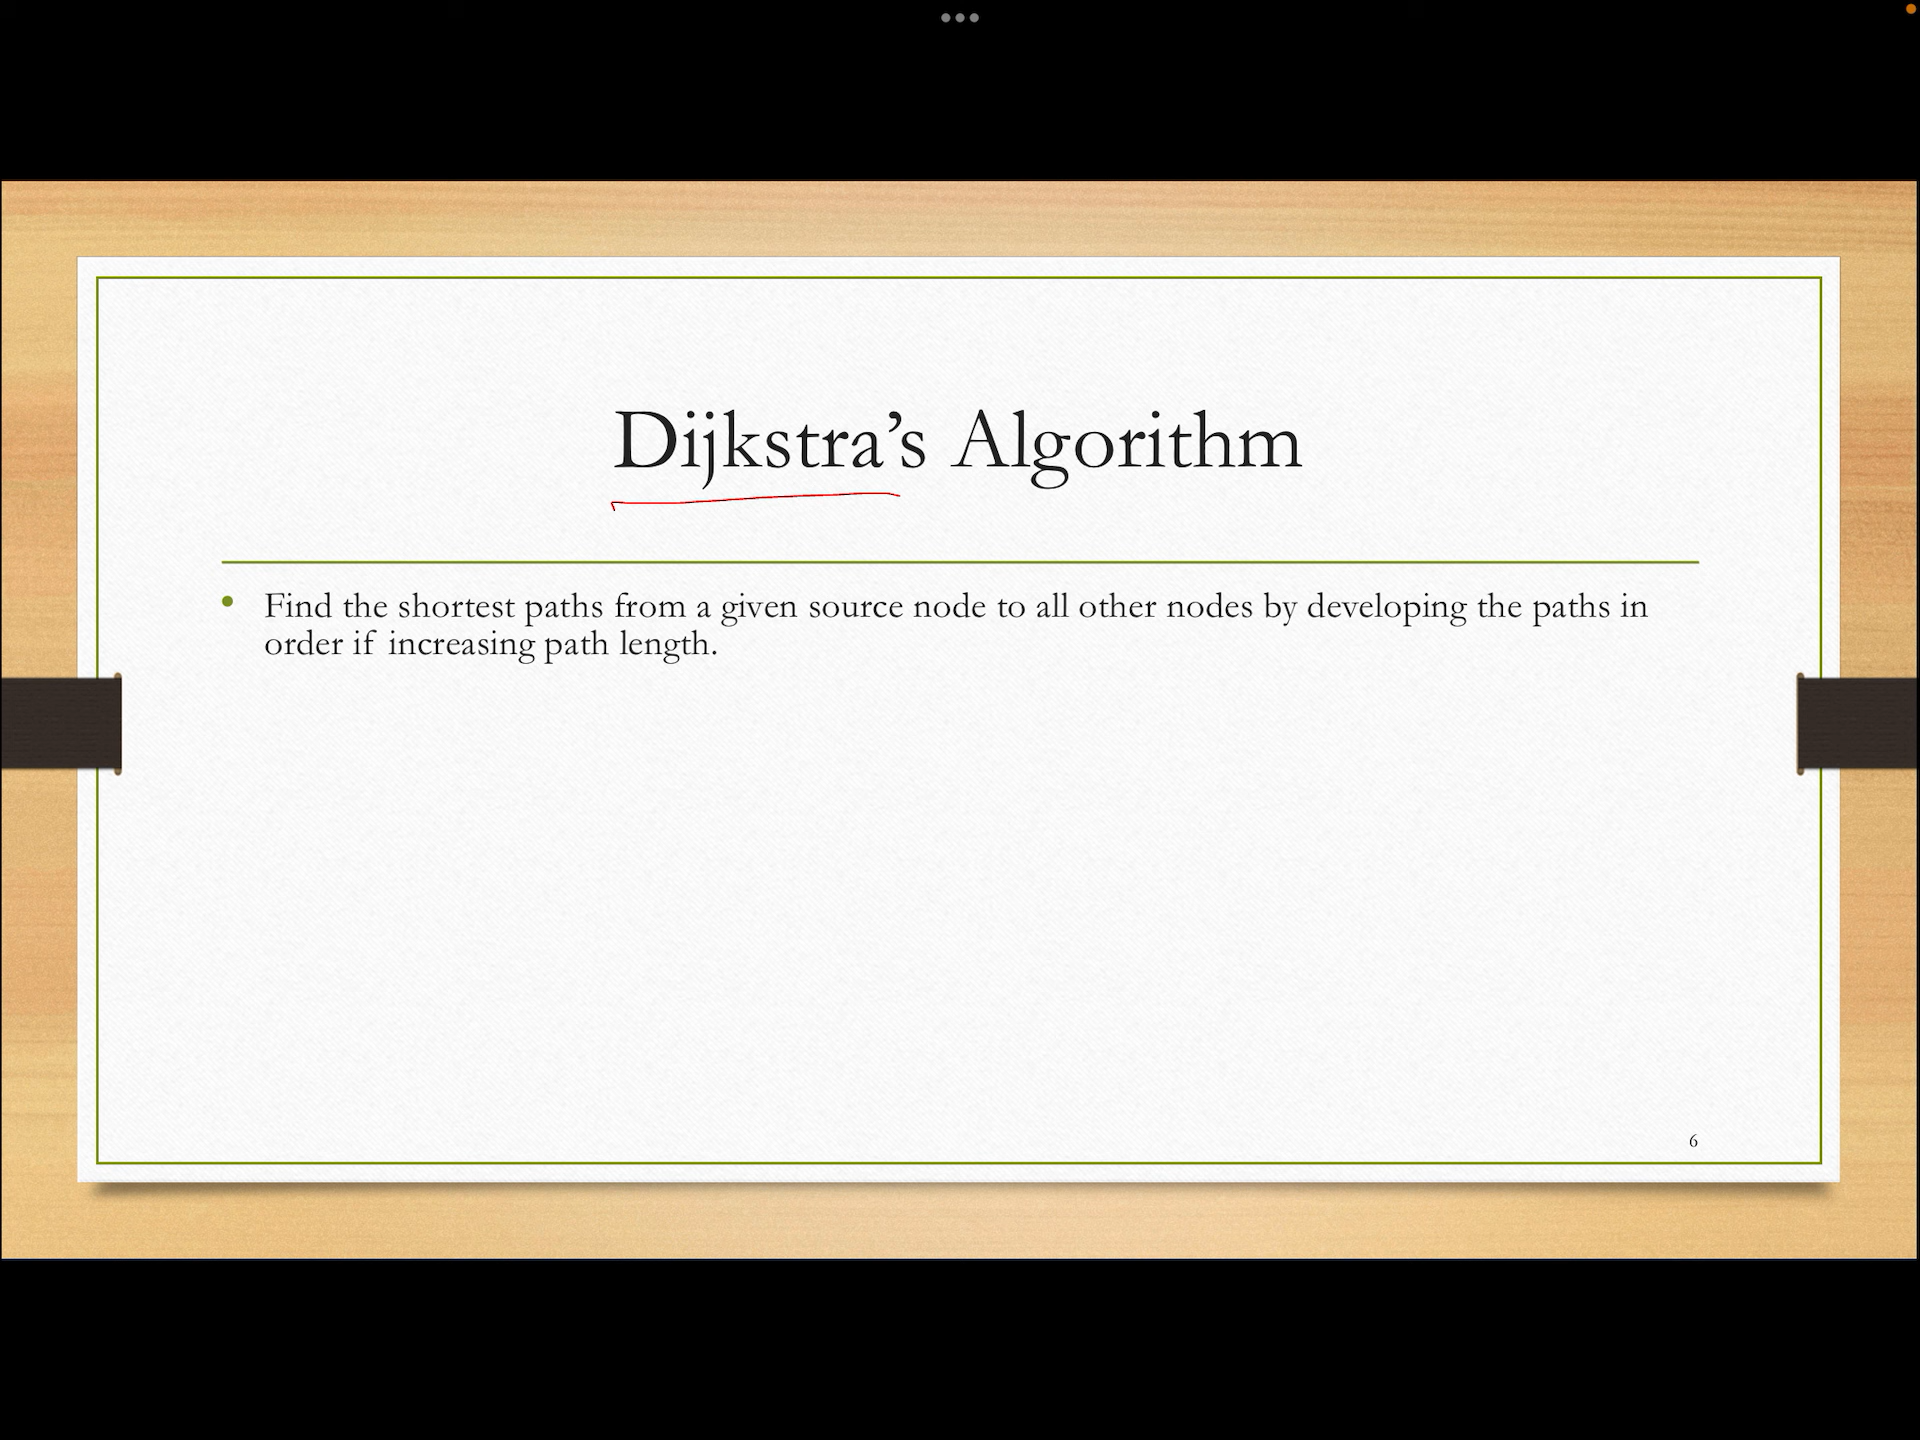 Dijkstra’s Algorithm
• Find the shortest paths from a given source node to all other nodes by developing the paths in
order if increasing path length.
6